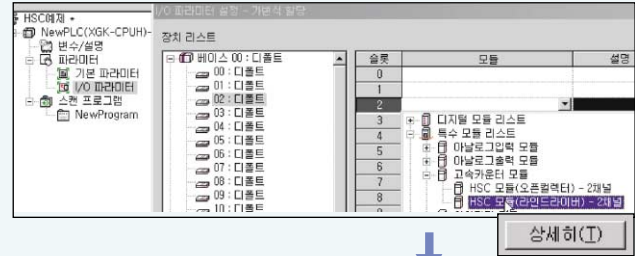 I/O 파라미터 설정 - 가변식 할당
HSC예제 *
NewPLC(XGK-CPUH)-
변수/설명
파라미터
기본 파라미터
I/O 파라미터
스캔 프로그램
NewProgram
장치 리스트
베이스 00 : 디폴트
00 : 디폴트
01 : 디폴트
02 : 디폴트
03 : 디폴트
04 : 디폴트
05 : 디폴트
06 : 디폴트
07 : 디폴트
08 : 디폴트
09 : 디폴트
10 : 디폴트
슬롯 모듈 설명
0
1
2
3 디지털 모듈 리스트
4 특수 모듈 리스트
5 아날로그입력 모듈
6 아날로그출력 모듈
고속카운터 모듈
7 HSC 모듈(오픈컬렉터) - 2채널
8 HSC 모듈(라인드라이버) - 2채널
상세히(T)